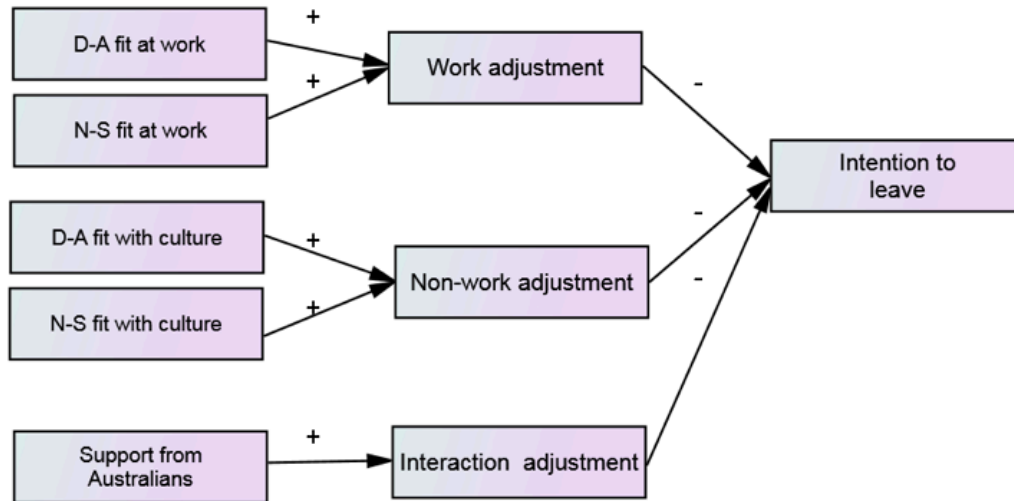 +
D-A fit at work
+
N-S fit at work
Work adjustment
-
Intention to
leave
D-A fit with culture
+
N-S fit with culture
+
Non-work adjustment
-
-
Support from
Australians
+
Interaction adjustment